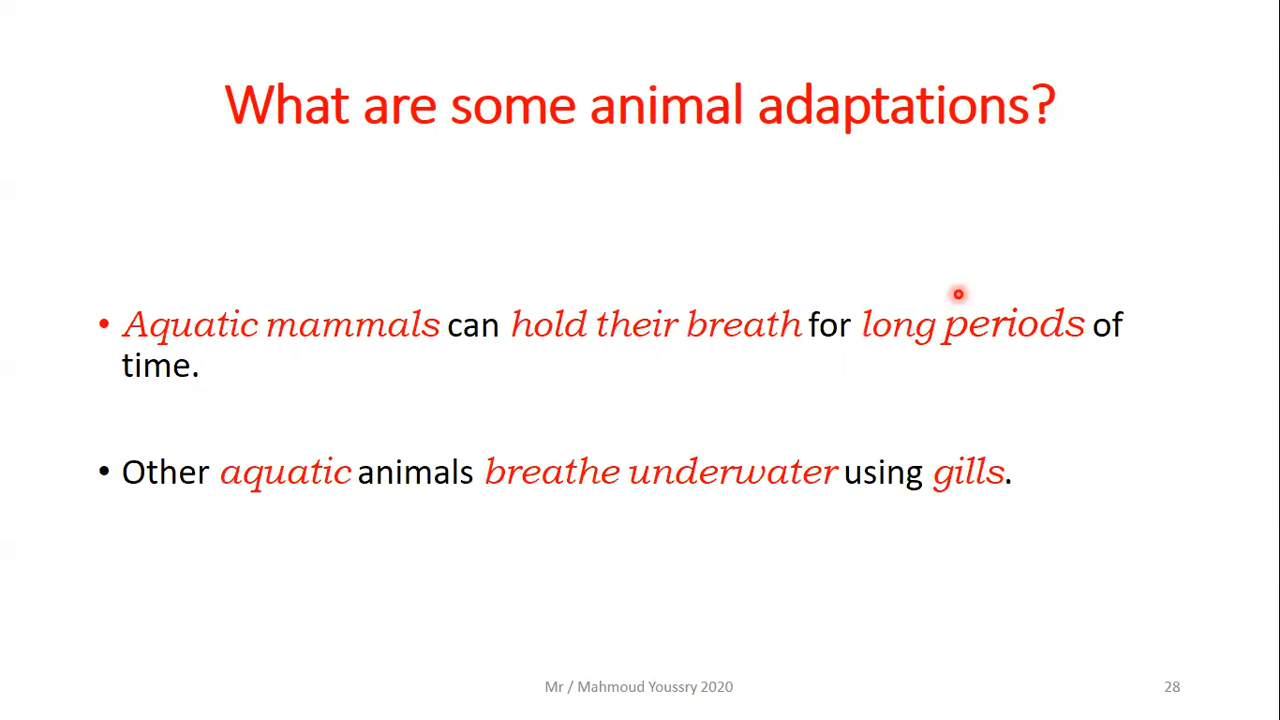 What are some animal adaptations?
• Aquatic mammals can hold their breath for long periods of
time.
• Other aquatic animals breathe underwater using gills.
Mr / Mahmoud Youssry 2020
28